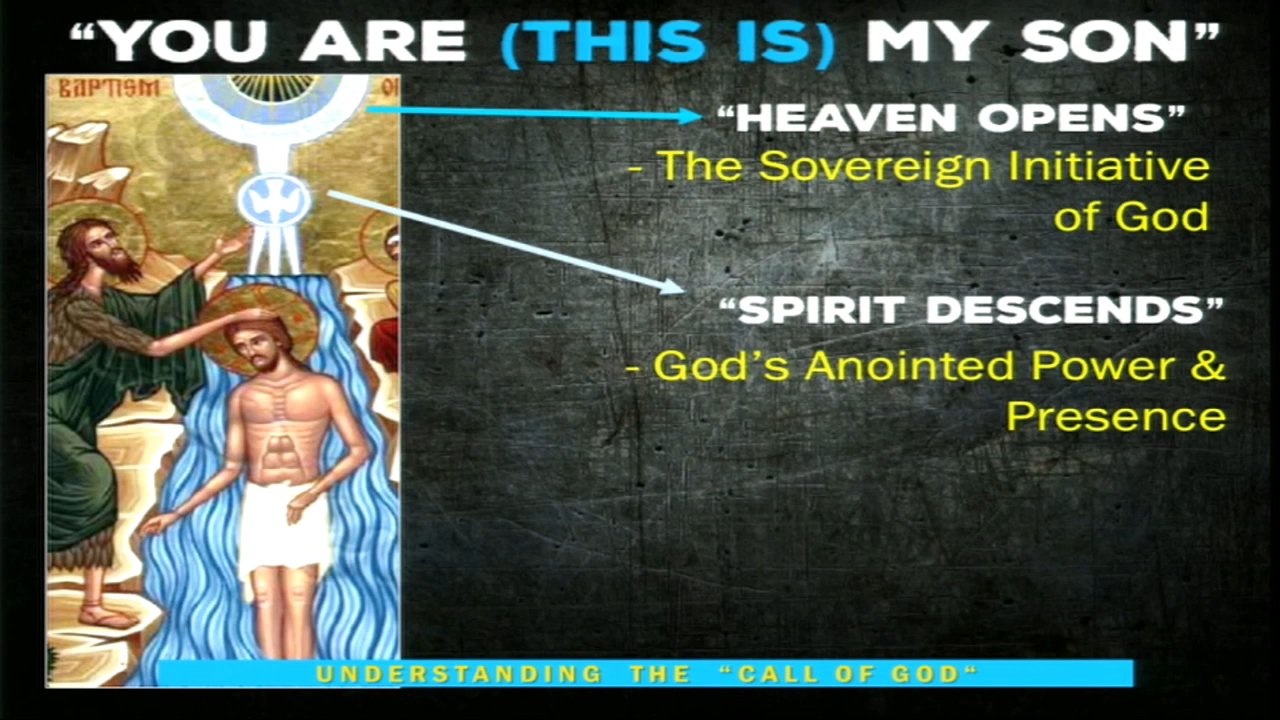 “YOU ARE (THIS IS) MY SON”
BAPTISM
“HEAVEN OPENS”
- The Sovereign Initiative
of God
“SPIRIT DESCENDS”
- God’s Anointed Power &
Presence
UNDERSTANDING THE “CALL OF GOD“